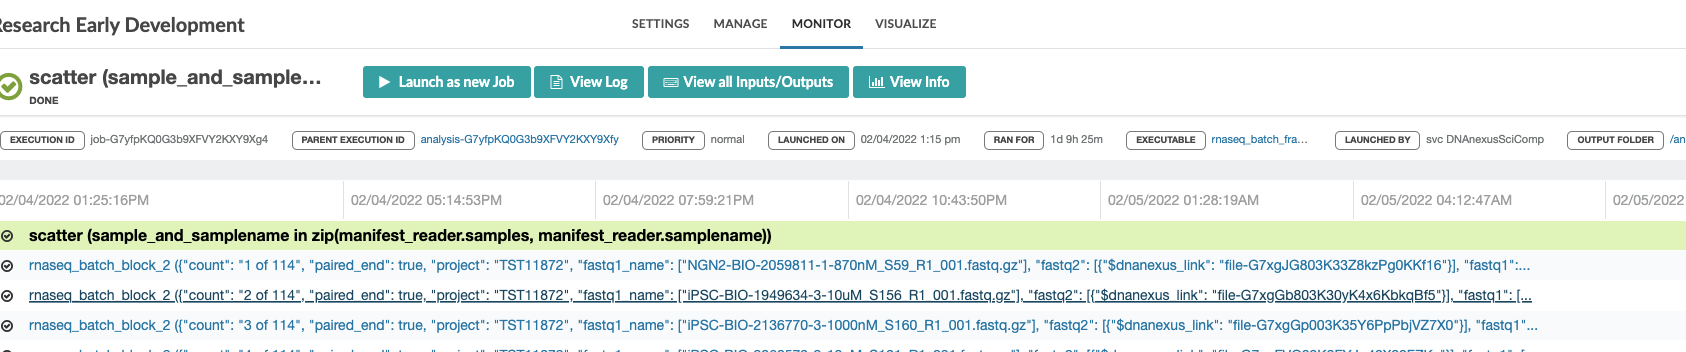 Research Early Development
SETTINGS MANAGE MONITOR VISUALIZE
scatter (sample_and_sample...
DONE
Launch as new Job View Log View all Inputs/Outputs View Info
EXECUTION ID job-G7yfpKQ0G3b9XFVY2KXY9Xg4 PARENT EXECUTION ID analysis-G7yfpKQ0G3b9XFVY2KXY9Xfy PRIORITY normal LAUNCHED ON 02/04/2022 1:15 pm RAN FOR 1d 9h 25m EXECUTABLE rnaseq_batch_fra... LAUNCHED BY svc DNAnexusSciComp OUTPUT FOLDER /an
02/04/2022 01:25:16PM 02/04/2022 05:14:53PM 02/04/2022 07:59:21PM 02/04/2022 10:43:50PM 02/05/2022 01:28:19AM 02/05/2022 04:12:47AM 02/05/2022
scatter (sample_and_samplename in zip(manifest_reader.samples, manifest_reader.samplename))
rnaseq_batch_block_2 ({"count": "1 of 114", "paired_end": true, "project": "TST11872", "fastq1_name": ["NGN2-BIO-2059811-1-870nM_S59_R1_001.fastq.gz"], "fastq2": [{"$dnanexus_link": "file-G7xgJG803K33Z8kzPg0KKf16"}], "fastq1":...
rnaseq_batch_block_2 ({"count": "2 of 114", "paired_end": true, "project": "TST11872", "fastq1_name": ["iPSC-BIO-1949634-3-10uM_S156_R1_001.fastq.gz"], "fastq2": [{"$dnanexus_link": "file-G7xgGb803K30yK4x6KbkqBf5"}], "fastq1": [...
rnaseq_batch_block_2 ({"count": "3 of 114", "paired_end": true, "project": "TST11872", "fastq1_name": ["iPSC-BIO-2136770-3-1000nM_S160_R1_001.fastq.gz"], "fastq2": [{"$dnanexus_link": "file-G7xgGp003K35Y6PpPbjVZ7X0"}], "fastq1"...